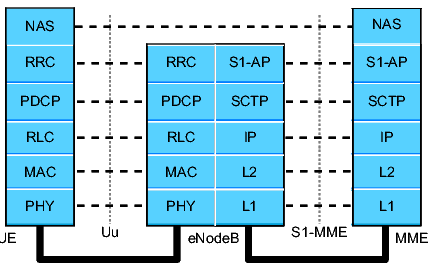 NAS NAS
RRC RRC S1-AP S1-AP
PDCP PDCP SCTP SCTP
RLC RLC IP IP
MAC MAC L2 L2
PHY PHY L1 L1
UE Uu eNodeB S1-MME MME